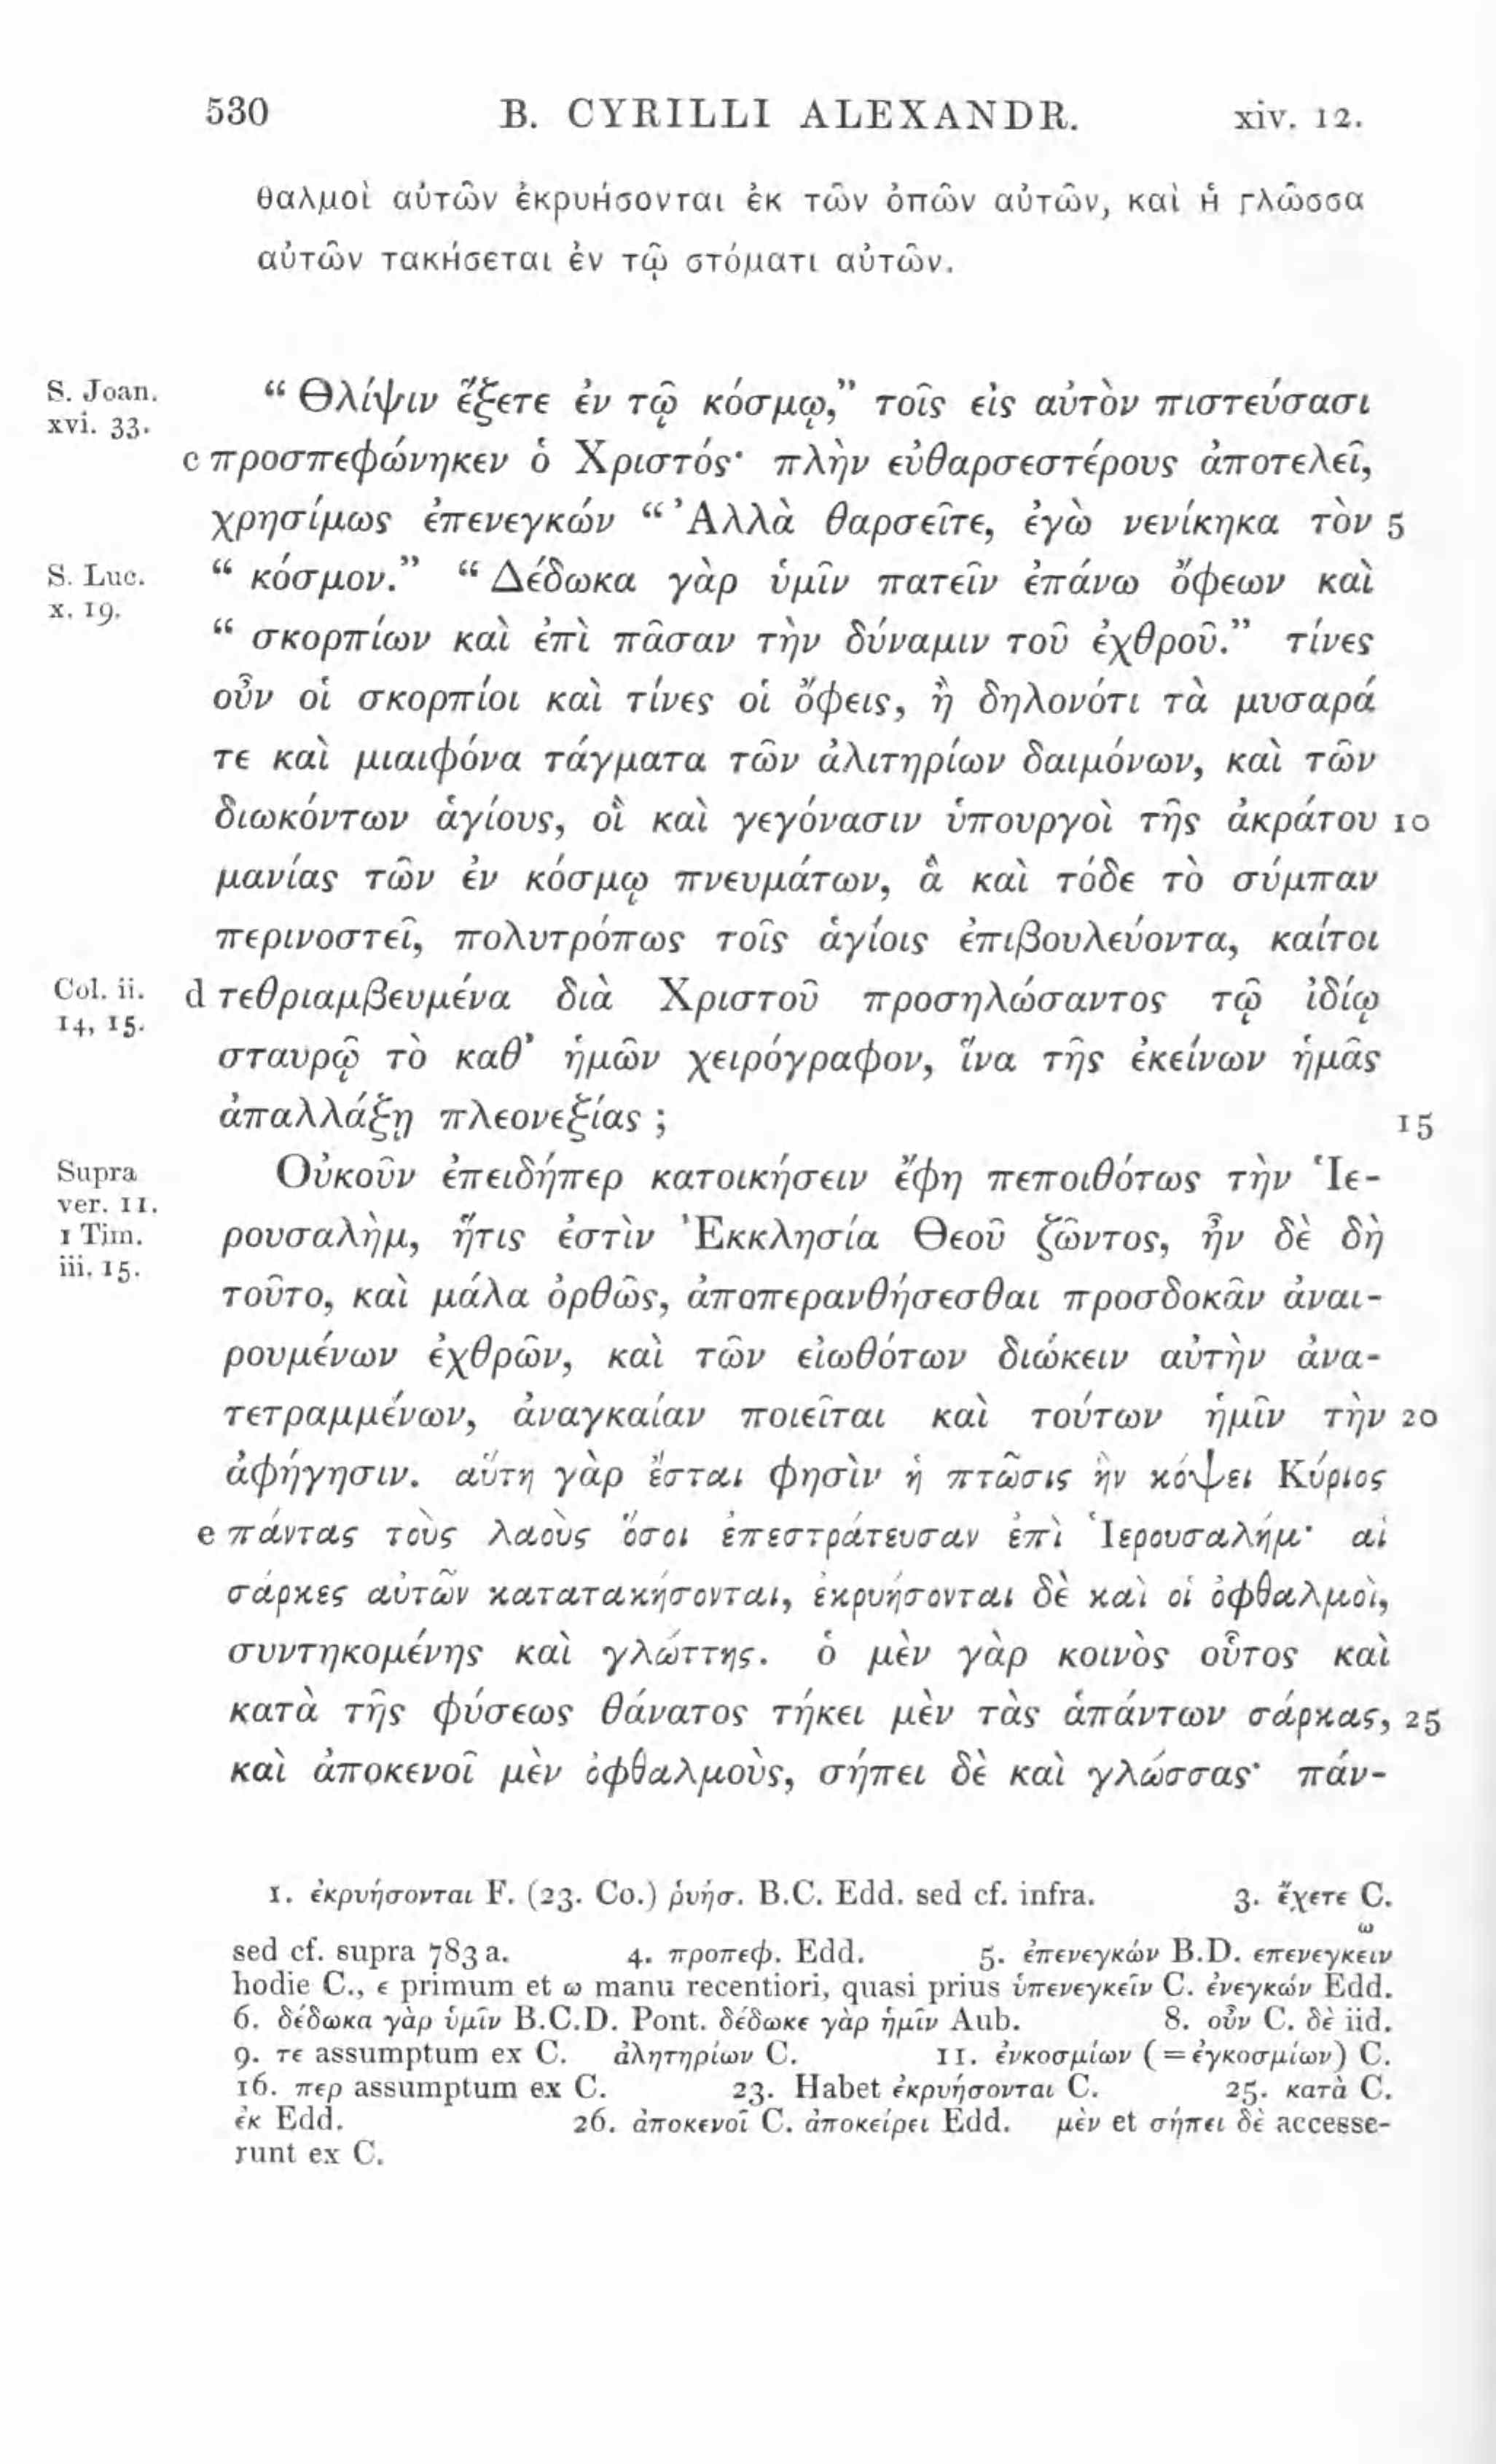 530 B. CYRILLI ALEXANDR. xiv. 12.
θαλμοὶ αὐτῶν ἐκρυήσονται ἐκ τῶν ὀπῶν αὐτῶν, καὶ ἡ γλῶσσα
αὐτῶν τακήσεται ἐν τῷ στόματι αὐτῶν.
S. Joan. “ Θλίψιν ἕξετε ἐν τῷ κόσμῳ,” τοῖς εἰς αὐτὸν πιστεύσασι
xvi. 33.
c προσπεφώνηκεν ὁ Χριστός· πλὴν εὐθαρσεστέρους ἀποτελεῖ,
χρησίμως ἐπενεγκών “ Ἀλλὰ θαρσεῖτε, ἐγὼ νενίκηκα τὸν 5
S. Luc. “ κόσμον.” “ Δέδωκα γὰρ ὑμῖν πατεῖν ἐπάνω ὄφεων καὶ
x. 19.
“ σκορπίων καὶ ἐπὶ πᾶσαν τὴν δύναμιν τοῦ ἐχθροῦ.” τίνες
οὖν οἱ σκορπίοι καὶ τίνες οἱ ὄφεις, ἢ δηλονότι τὰ μυσαρά
τε καὶ μιαιφόνα τάγματα τῶν ἀλιτηρίων δαιμόνων, καὶ τῶν
διωκόντων ἁγίους, οἳ καὶ γεγόνασιν ὑπουργοὶ τῆς ἀκράτου 10
μανίας τῶν ἐν κόσμῳ πνευμάτων, ἃ καὶ τόδε τὸ σύμπαν
περινοστεῖ, πολυτρόπως τοῖς ἁγίοις ἐπιβουλεύοντα, καίτοι
Col. ii. d τεθριαμβευμένα διὰ Χριστοῦ προσηλώσαντος τῷ ἰδίῳ
14, 15.
σταυρῷ τὸ καθ’ ἡμῶν χειρόγραφον, ἵνα τῆς ἐκείνων ἡμᾶς
ἀπαλλάξῃ πλεονεξίας ; 15
Supra Οὐκοῦν ἐπειδήπερ κατοικήσειν ἔφη πεποιθότως τὴν Ἱε-
ver. 11.
1 Tim. ρουσαλὴμ, ἥτις ἐστὶν Ἐκκλησία Θεοῦ ζῶντος, ἦν δὲ δὴ
iii. 15.
τοῦτο, καὶ μάλα ὀρθῶς, ἀποπερανθήσεσθαι προσδοκᾶν ἀναι-
ρουμένων ἐχθρῶν, καὶ τῶν εἰωθότων διώκειν αὐτὴν ἀνα-
τετραμμένων, ἀναγκαίαν ποιεῖται καὶ τούτων ἡμῖν τὴν 20
ἀφήγησιν. αὕτη γὰρ ἔσται φησὶν ἡ πτῶσις ἣν κόψει Κύριος
e πάντας τοὺς λαοὺς ὅσοι ἐπεστράτευσαν ἐπὶ Ἱερουσαλήμ· αἱ
σάρκες αὐτῶν κατατακήσονται, ἐκρυήσονται δὲ καὶ οἱ ὀφθαλμοὶ,
συντηκομένης καὶ γλώττης. ὁ μὲν γὰρ κοινὸς οὗτος καὶ
κατὰ τῆς φύσεως θάνατος τήκει μὲν τὰς ἁπάντων σάρκας, 25
καὶ ἀποκενοῖ μὲν ὀφθαλμοὺς, σήπει δὲ καὶ γλώσσας· πάν-
1. ἐκρυήσονται F. (23. Co.) ῥυήσ. B.C. Edd. sed cf. infra. 3. ἔχετε C.
ω
sed cf. supra 783 a. 4. προπεφ. Edd. 5. ἐπενεγκών B.D. επενεγκειν
hodie C., ε primum et ω manu recentiori, quasi prius ὑπενεγκεῖν C. ἐνεγκών Edd.
6. δέδωκα γὰρ ὑμῖν B.C.D. Pont. δέδωκε γὰρ ἡμῖν Aub. 8. οὖν C. δὲ iid.
9. τε assumptum ex C. ἀλητηρίων C. 11. ἐνκοσμίων (=ἐγκοσμίων) C.
16. περ assumptum ex C. 23. Habet ἐκρυήσονται C. 25. κατὰ C.
ἐκ Edd. 26. ἀποκενοῖ C. ἀποκείρει Edd. μὲν et σήπει δὲ accesse-
runt ex C.